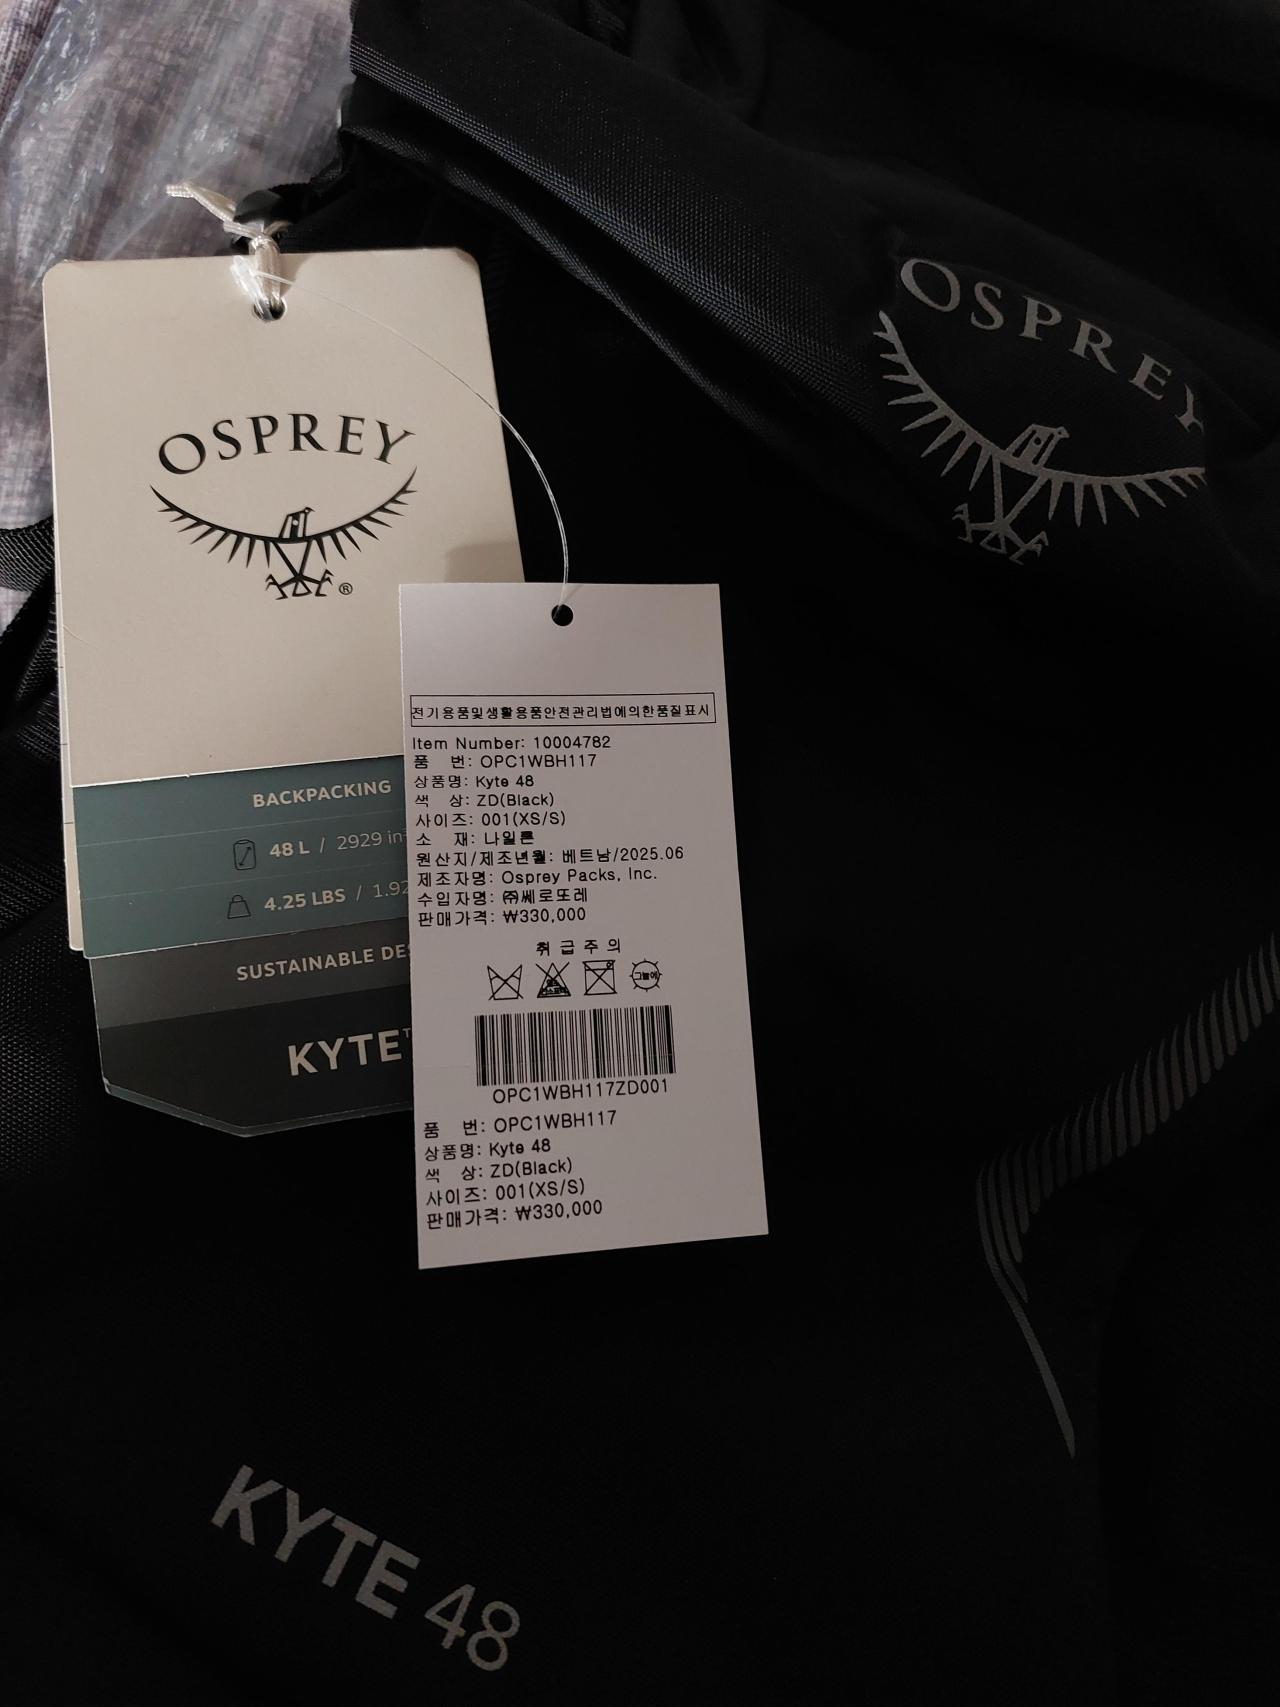 OSPREY
OSPREY
®
BACKPACKING
48 L / 2929 in
4.25 LBS / 1.92
SUSTAINABLE DES
KYTE
전기용품및생활용품안전관리법에의한품질표시
Item Number: 10004782
품 번: OPC1WBH117
상품명: Kyte 48
색 상: ZD(Black)
사이즈: 001(XS/S)
소 재: 나일론
원산지/제조년월: 베트남/2025.06
제조자명: Osprey Packs, Inc.
수입자명: ㈜쎄로또레
판매가격: ₩330,000
취급주의
그늘에
OPC1WBH117ZD001
품 번: OPC1WBH117
상품명: Kyte 48
색 상: ZD(Black)
사이즈: 001(XS/S)
판매가격: ₩330,000
KYTE 48